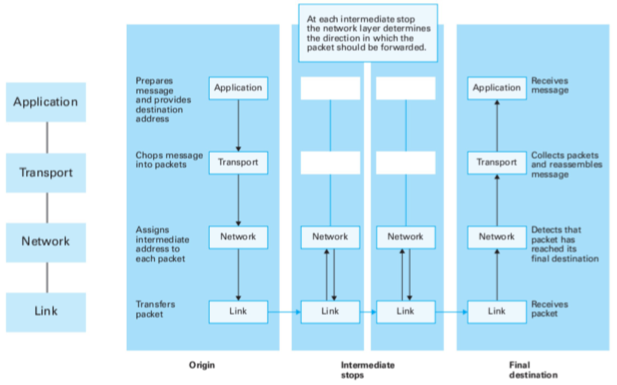 At each intermediate stop
the network layer determines
the direction in which the
packet should be forwarded.
Application
Transport
Network
Link
Prepares
message
and provides
destination
address
Application
Chops message
into packets
Transport
Assigns
intermediate
address to
each packet
Network
Transfers
packet
Link
Network
Link
Network
Link
Application
Receives
message
Transport
Collects packets
and reassembles
message
Network
Detects that
packet has
reached its
final destination
Link
Receives
packet
Origin
Intermediate
stops
Final
destination